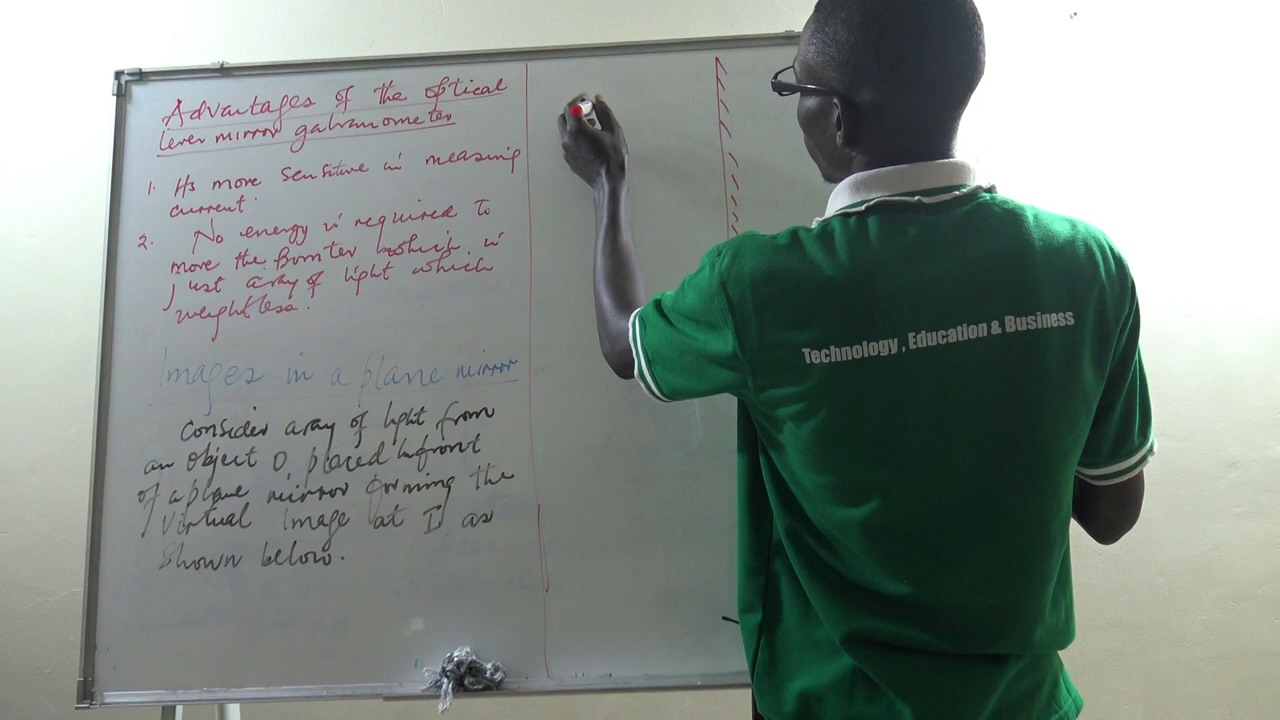 Advantages of the optical
lever mirror galvanometer
1. Its more sensitive in measing
current.
2. No energy is required to
move the Pointer which is
just a ray of light which
weightless.
Images in a plane mirror
Consider a ray of light from
an object O, placed infront
of a plane mirror forming the
virtual image at I as
shown below.
Technology , Education & Business